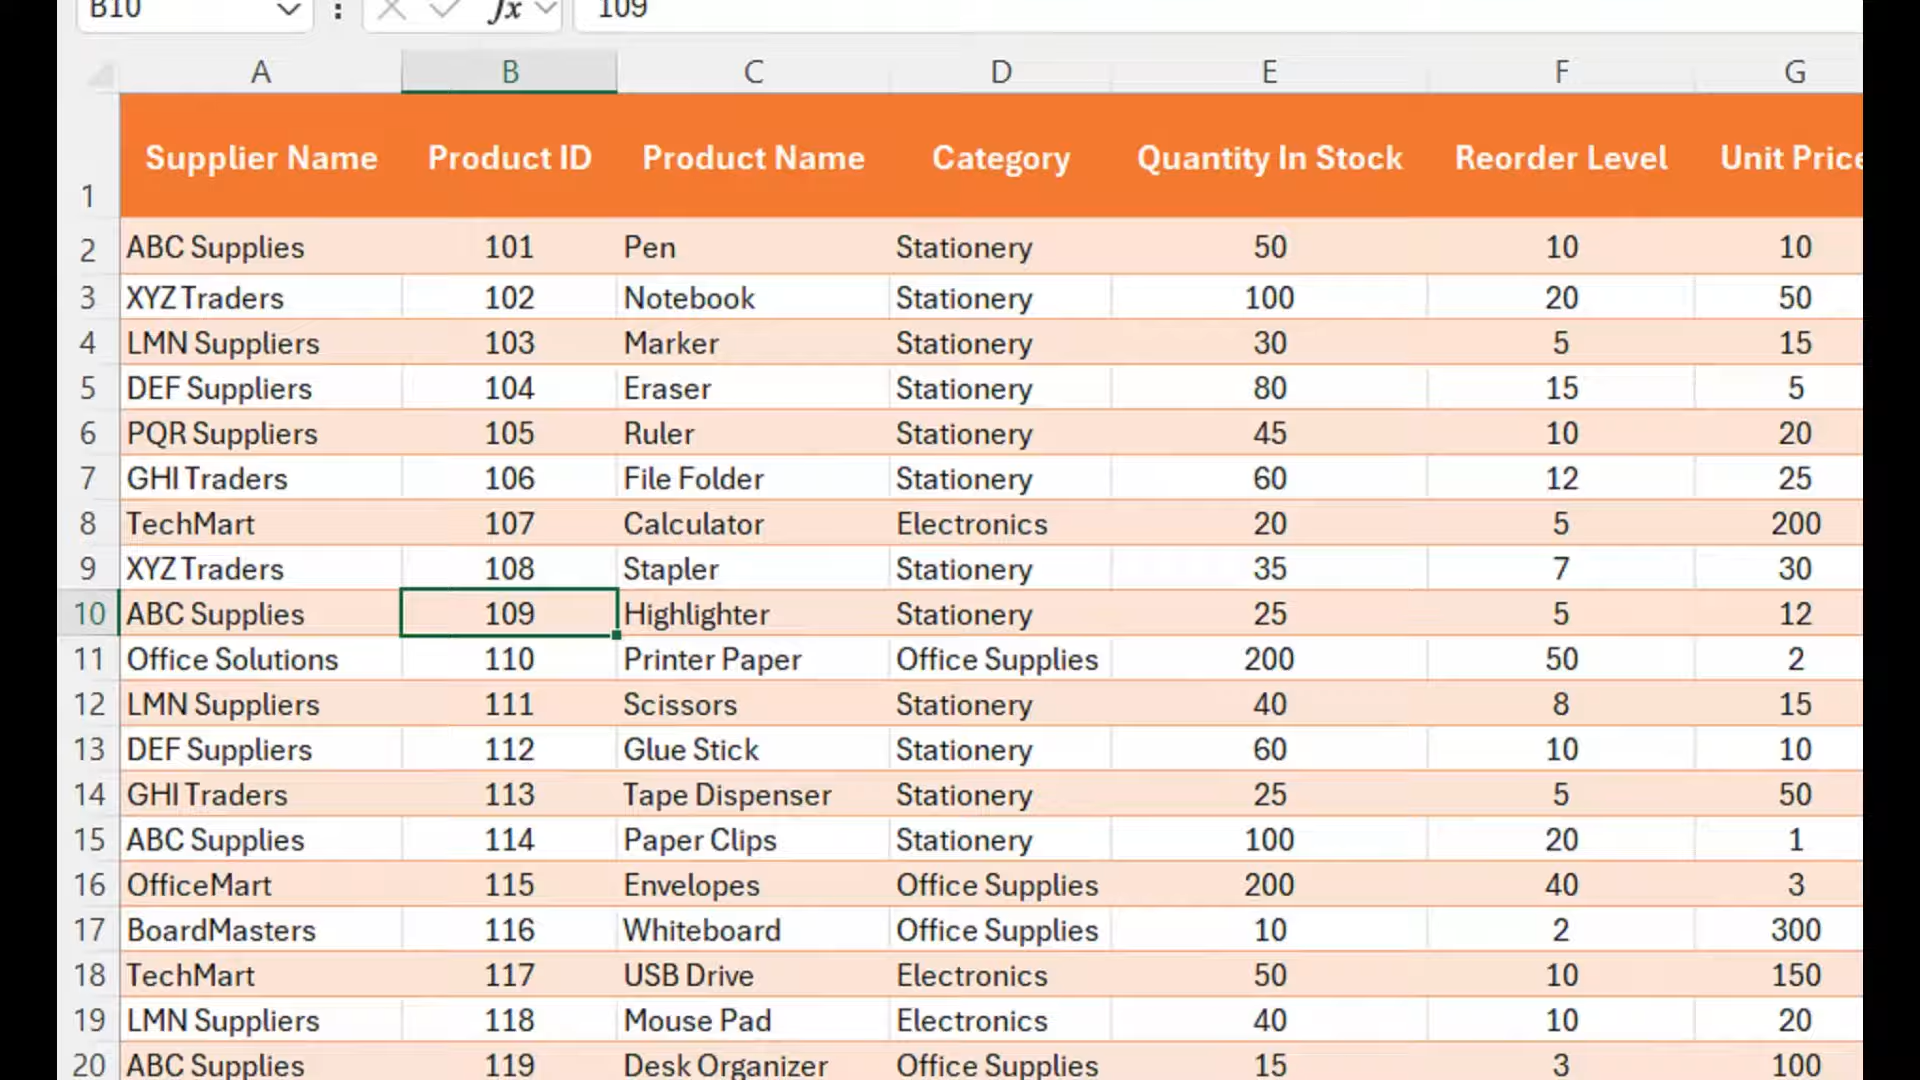 B10 fx 109
A B C D E F G
1 Supplier Name Product ID Product Name Category Quantity In Stock Reorder Level Unit Price
2 ABC Supplies 101 Pen Stationery 50 10 10
3 XYZ Traders 102 Notebook Stationery 100 20 50
4 LMN Suppliers 103 Marker Stationery 30 5 15
5 DEF Suppliers 104 Eraser Stationery 80 15 5
6 PQR Suppliers 105 Ruler Stationery 45 10 20
7 GHI Traders 106 File Folder Stationery 60 12 25
8 TechMart 107 Calculator Electronics 20 5 200
9 XYZ Traders 108 Stapler Stationery 35 7 30
10 ABC Supplies 109 Highlighter Stationery 25 5 12
11 Office Solutions 110 Printer Paper Office Supplies 200 50 2
12 LMN Suppliers 111 Scissors Stationery 40 8 15
13 DEF Suppliers 112 Glue Stick Stationery 60 10 10
14 GHI Traders 113 Tape Dispenser Stationery 25 5 50
15 ABC Supplies 114 Paper Clips Stationery 100 20 1
16 OfficeMart 115 Envelopes Office Supplies 200 40 3
17 BoardMasters 116 Whiteboard Office Supplies 10 2 300
18 TechMart 117 USB Drive Electronics 50 10 150
19 LMN Suppliers 118 Mouse Pad Electronics 40 10 20
20 ABC Supplies 119 Desk Organizer Office Supplies 15 3 100